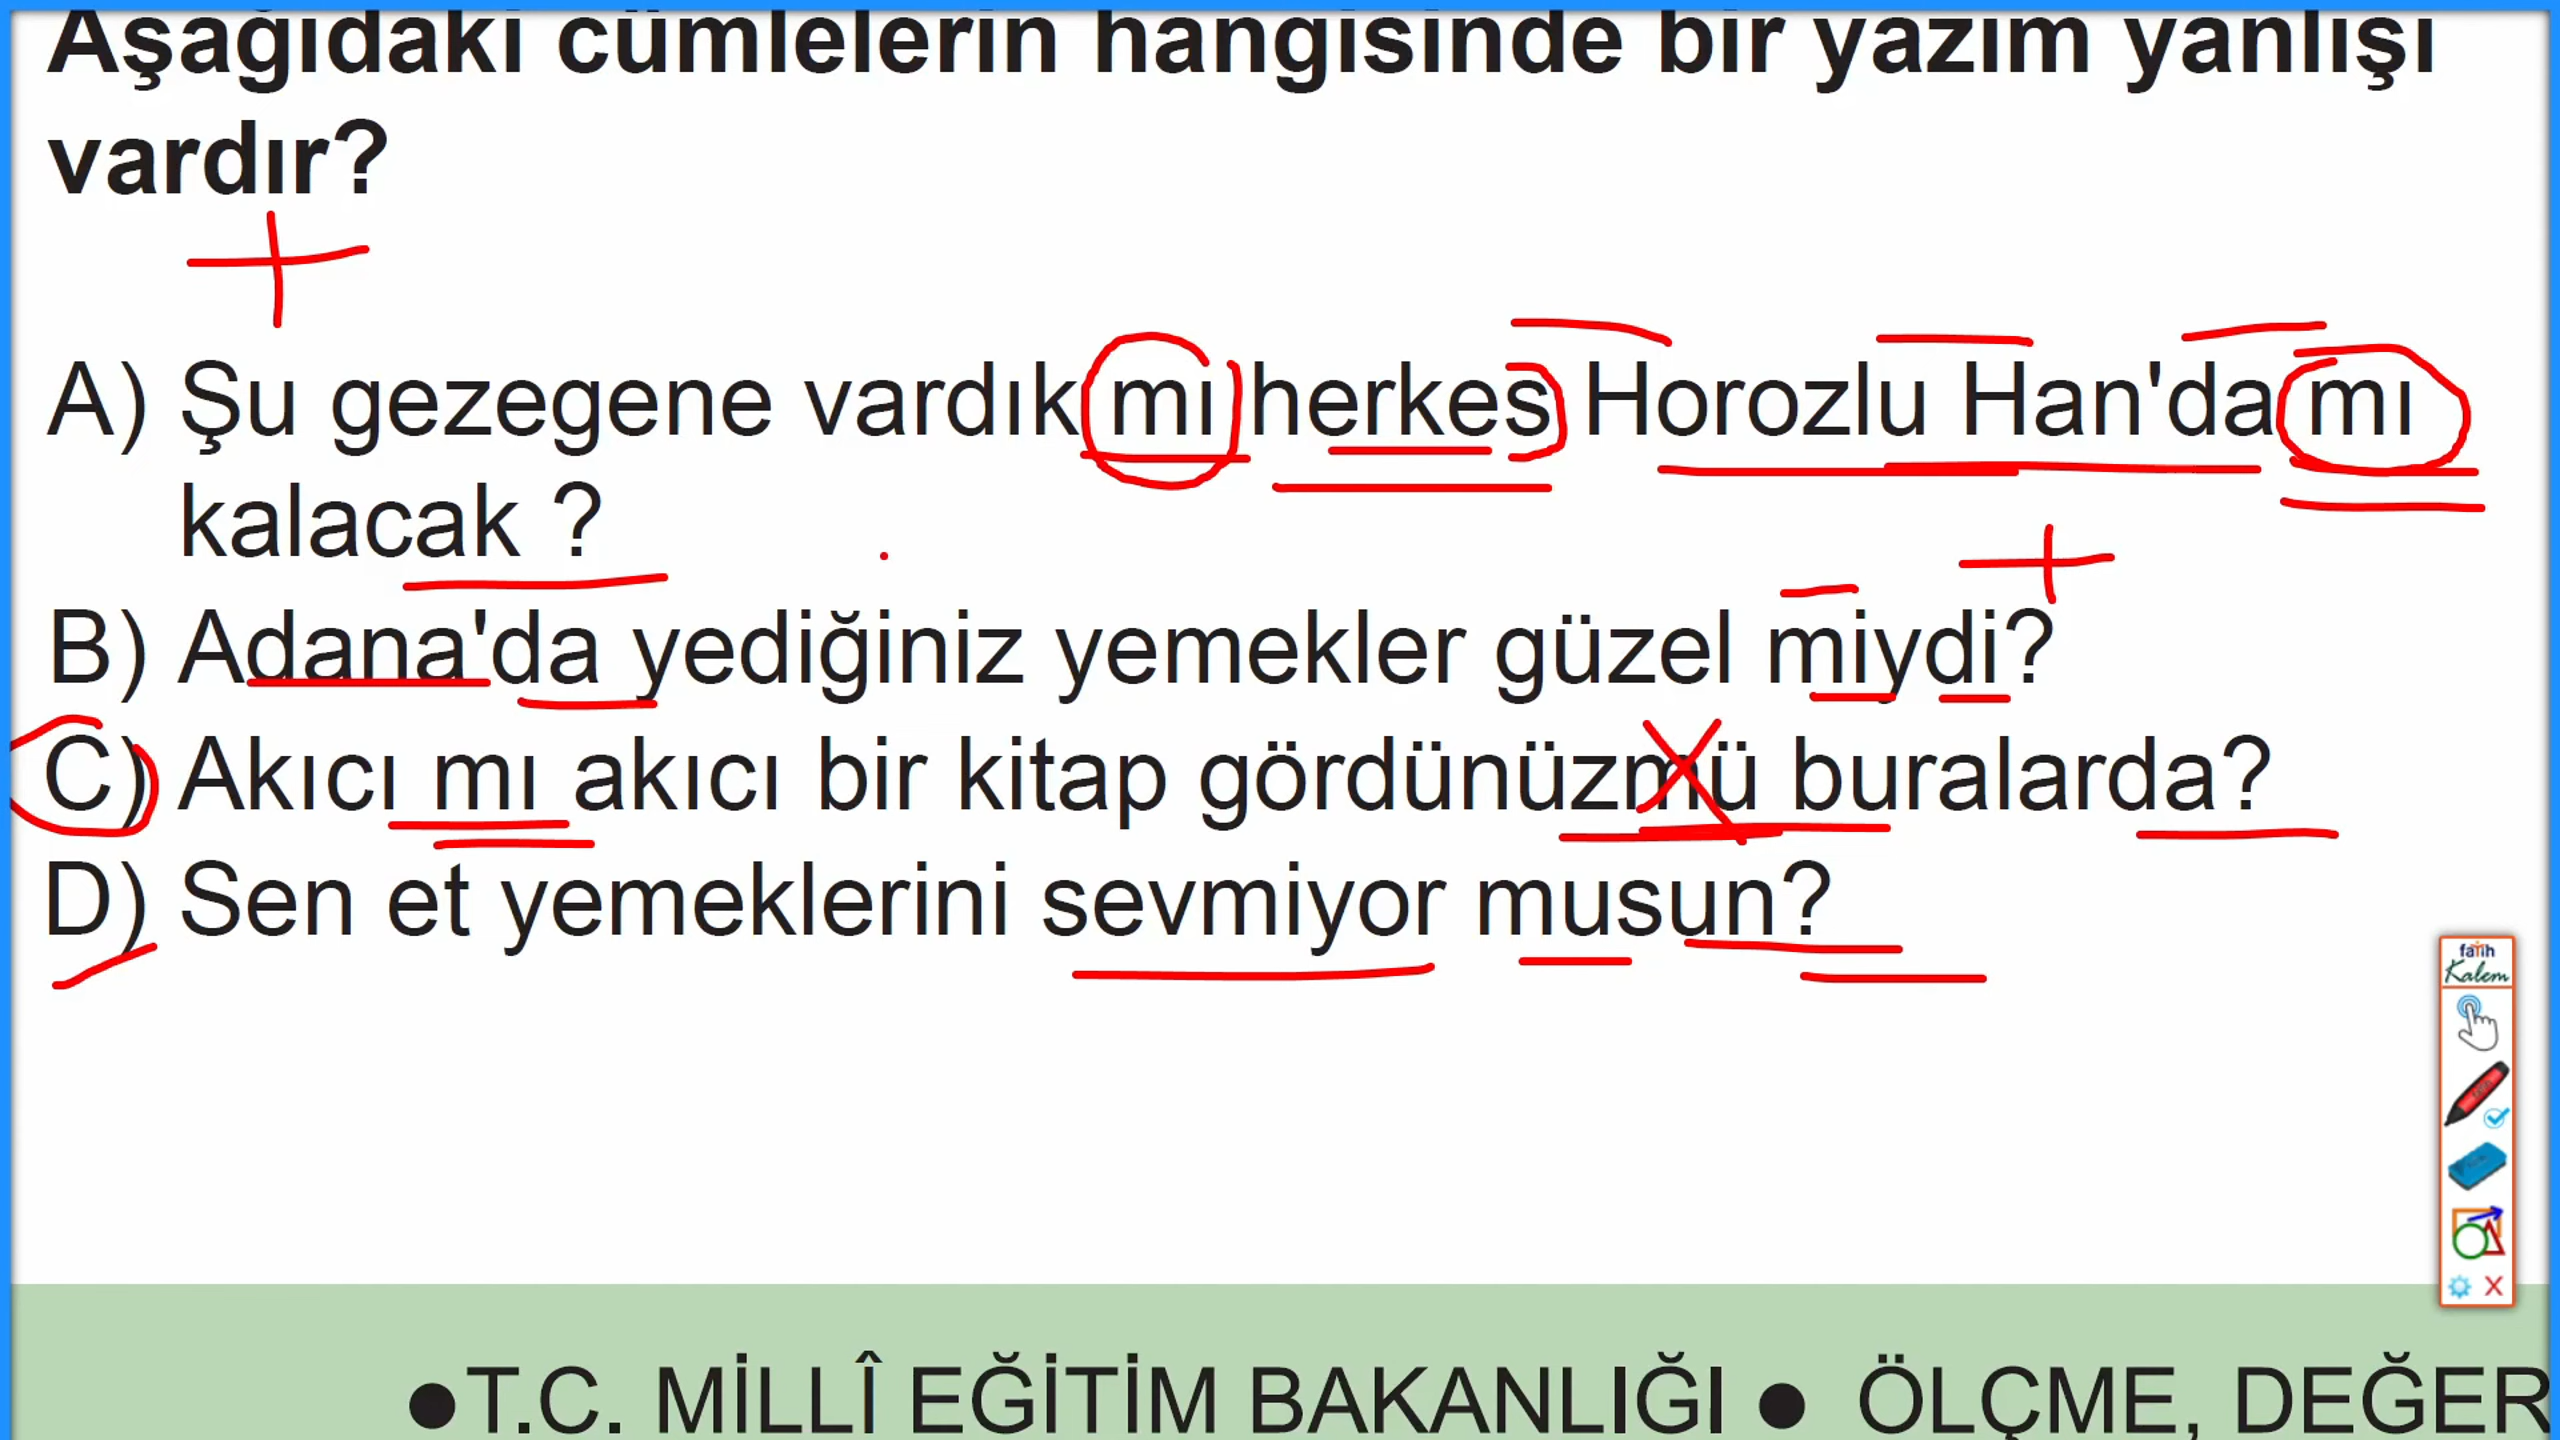 Aşağıdaki cümlelerin hangisinde bir yazım yanlışı
vardır?
A) Şu gezegene vardık mı herkes Horozlu Han'da mı
kalacak ?
B) Adana'da yediğiniz yemekler güzel miydi?
C) Akıcı mı akıcı bir kitap gördünüzmü buralarda?
D) Sen et yemeklerini sevmiyor musun?
fatih
Kalem
●T.C. MİLLÎ EĞİTİM BAKANLIĞI ● ÖLÇME, DEĞER